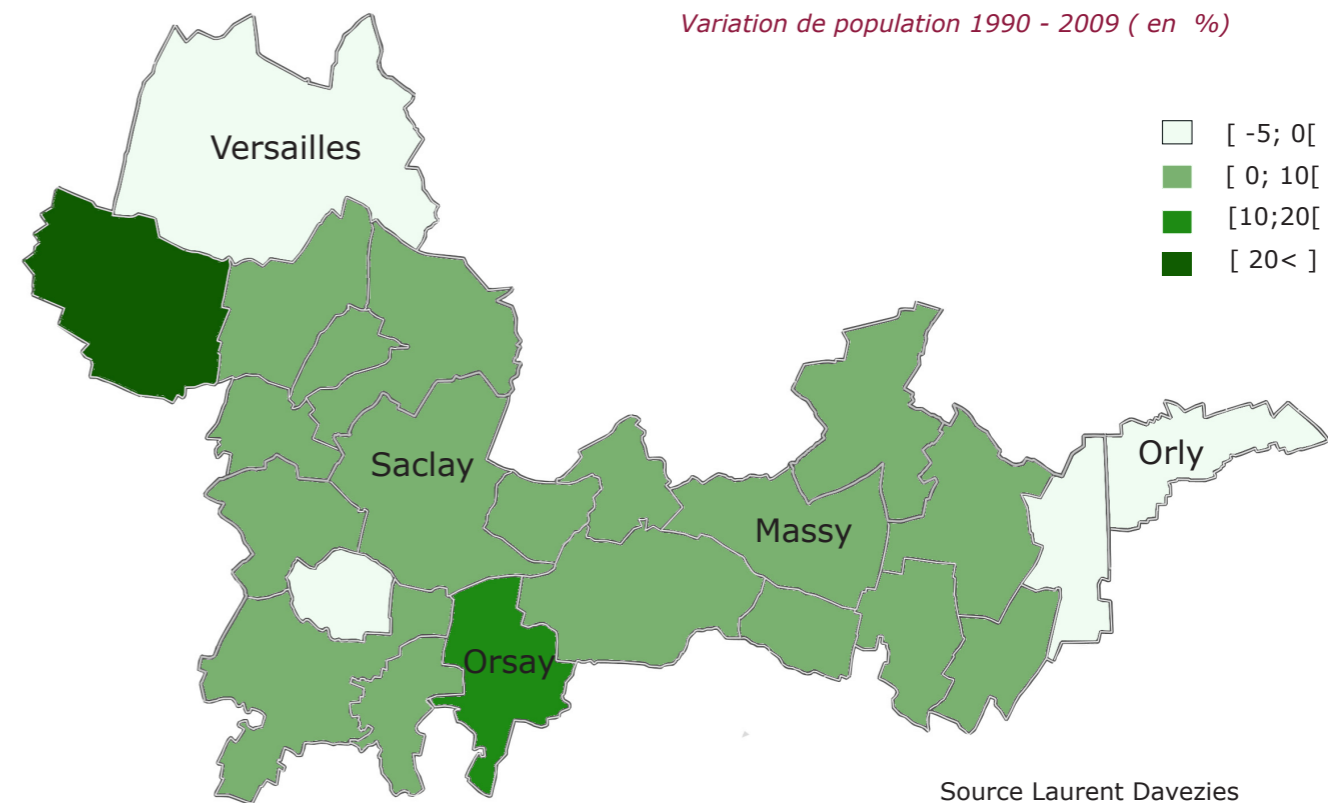 Variation de population 1990 - 2009 ( en %)
Versailles
[ -5; 0[
[ 0; 10[
[10;20[
[ 20< ]
Saclay
Orly
Massy
Orsay
Source Laurent Davezies